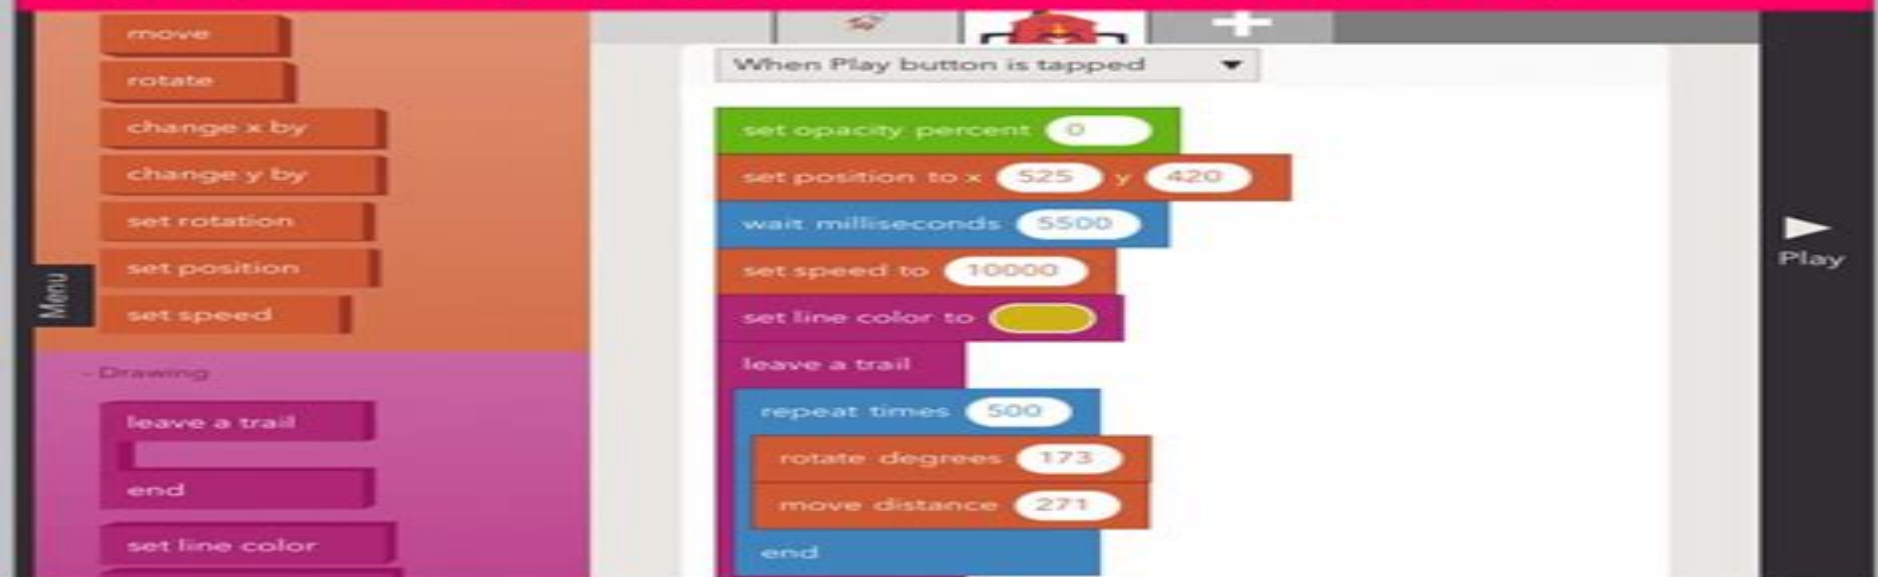 move
rotate
change x by
change y by
set rotation
set position
set speed
Menu
- Drawing
leave a trail
end
set line color
When Play button is tapped
set opacity percent 0
set position to x 525 y 420
wait milliseconds 5500
set speed to 10000
set line color to
leave a trail
repeat times 500
rotate degrees 173
move distance 271
end
Play